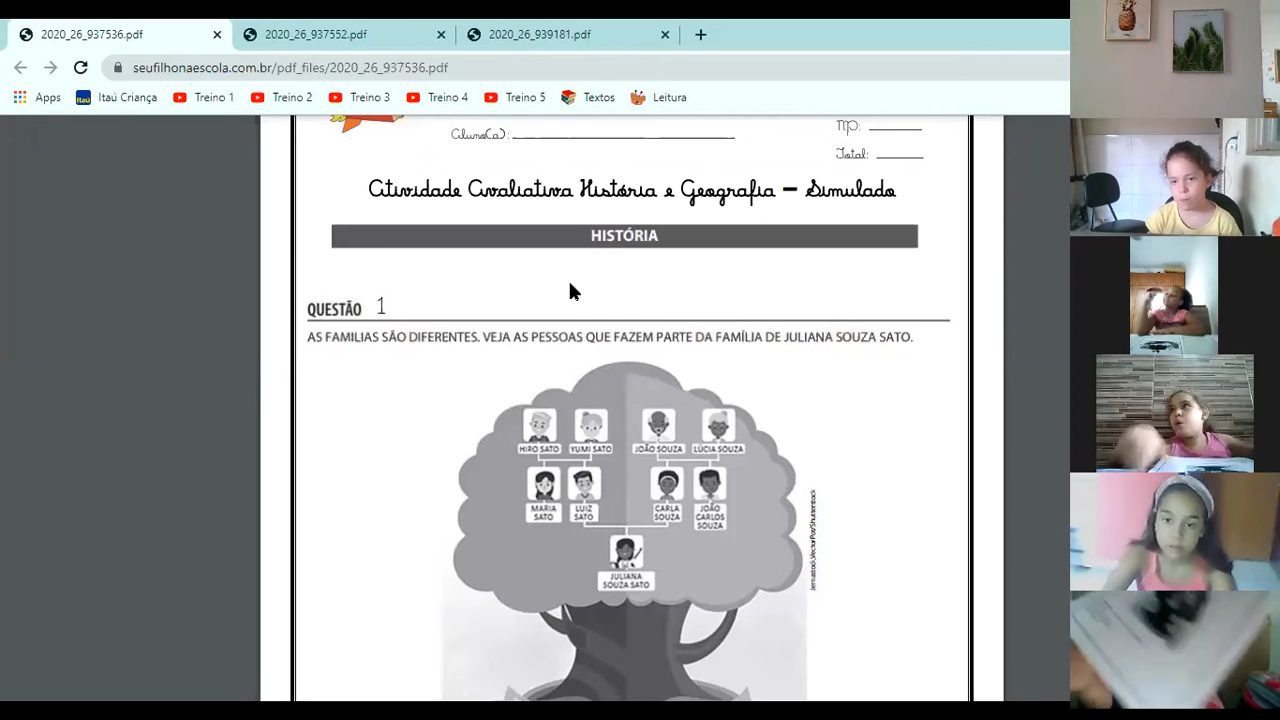 2020_26_937536.pdf
2020_26_937552.pdf
2020_26_939181.pdf
seufilhonaescola.com.br/pdf_files/2020_26_937536.pdf
Apps
Itaú
Itaú Criança
Treino 1
Treino 2
Treino 3
Treino 4
Treino 5
Textos
Leitura
Aluno(a): 
Total: 
Atividade Avaliativa História e Geografia – Simulado
HISTÓRIA
QUESTÃO 1
AS FAMILIAS SÃO DIFERENTES. VEJA AS PESSOAS QUE FAZEM PARTE DA FAMÍLIA DE JULIANA SOUZA SATO.
HIRO SATO
YUMI SATO
JOÃO SOUZA
LÚCIA SOUZA
MARIA
SATO
LUIZ
SATO
CARLA
SOUZA
JOÃO
CARLOS
SOUZA
JULIANA
SOUZA SATO